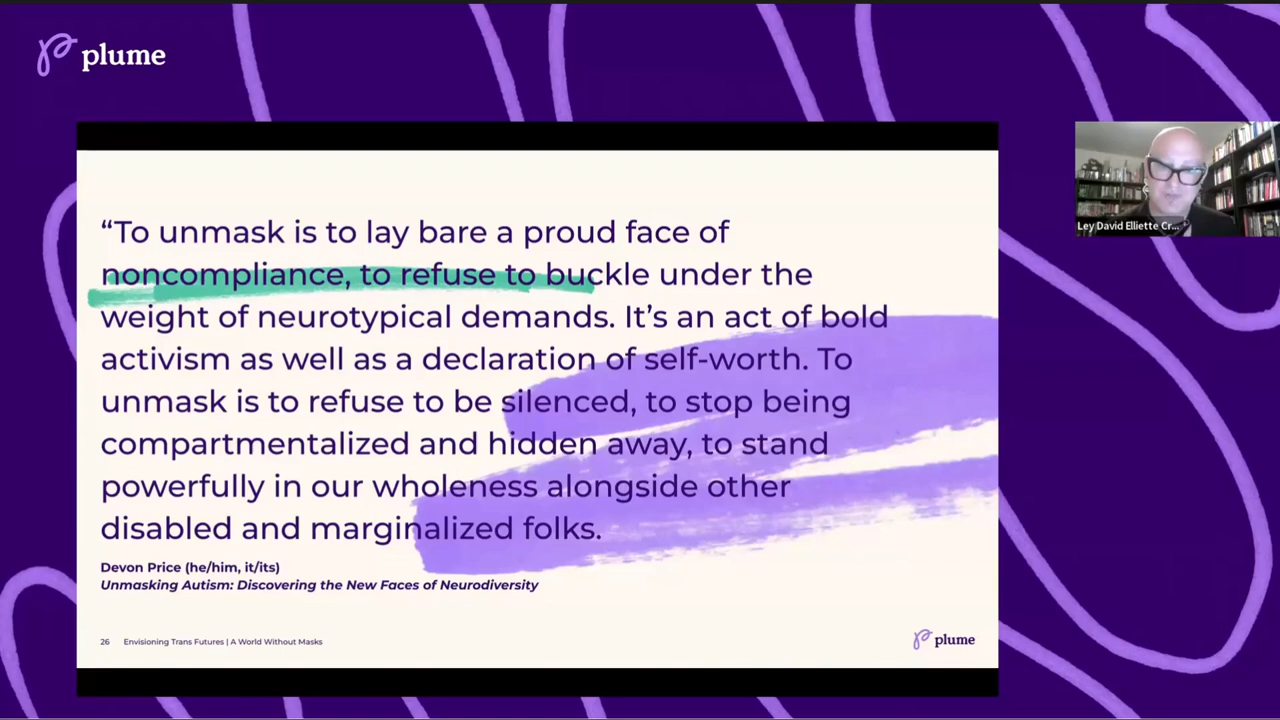 plume
“To unmask is to lay bare a proud face of
noncompliance, to refuse to buckle under the
weight of neurotypical demands. It’s an act of bold
activism as well as a declaration of self-worth. To
unmask is to refuse to be silenced, to stop being
compartmentalized and hidden away, to stand
powerfully in our wholeness alongside other
disabled and marginalized folks.
Devon Price (he/him, it/its)
Unmasking Autism: Discovering the New Faces of Neurodiversity
26 Envisioning Trans Futures | A World Without Masks
plume
Ley David Elliette Cr...